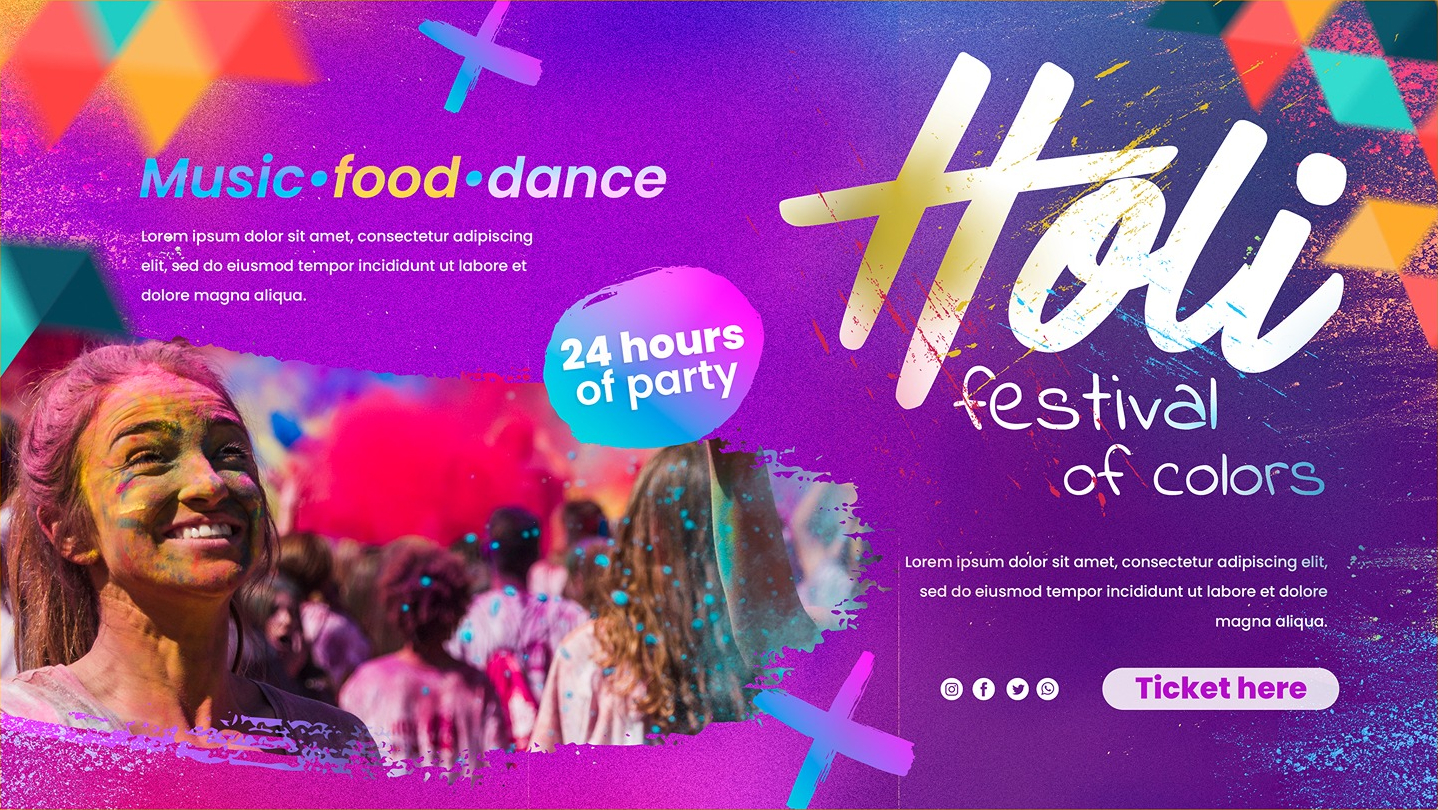 Music•food•dance
Lorem ipsum dolor sit amet, consectetur adipiscing
elit, sed do eiusmod tempor incididunt ut labore et
dolore magna aliqua.
24 hours
of party
Holi
festival
of colors
Lorem ipsum dolor sit amet, consectetur adipiscing elit,
sed do eiusmod tempor incididunt ut labore et dolore
magna aliqua.
Ticket here